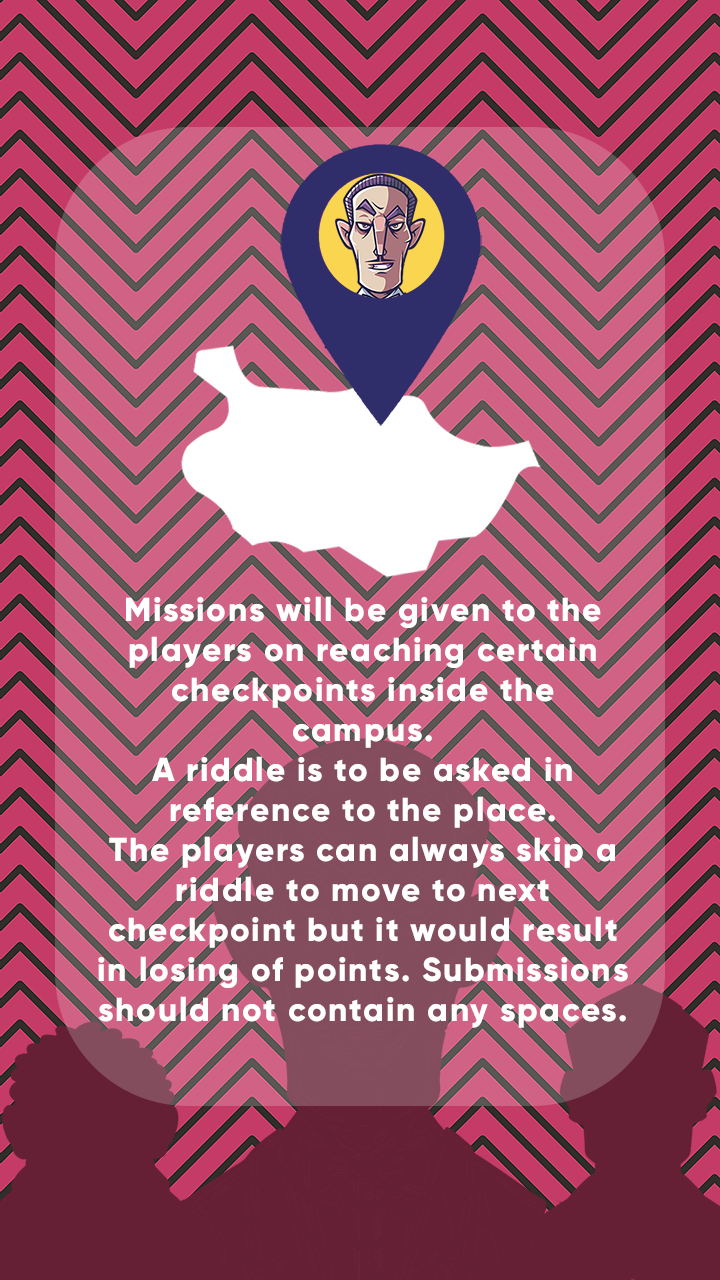 Missions will be given to the
players on reaching certain
checkpoints inside the
campus.
A riddle is to be asked in
reference to the place.
The players can always skip a
riddle to move to next
checkpoint but it would result
in losing of points. Submissions
should not contain any spaces.